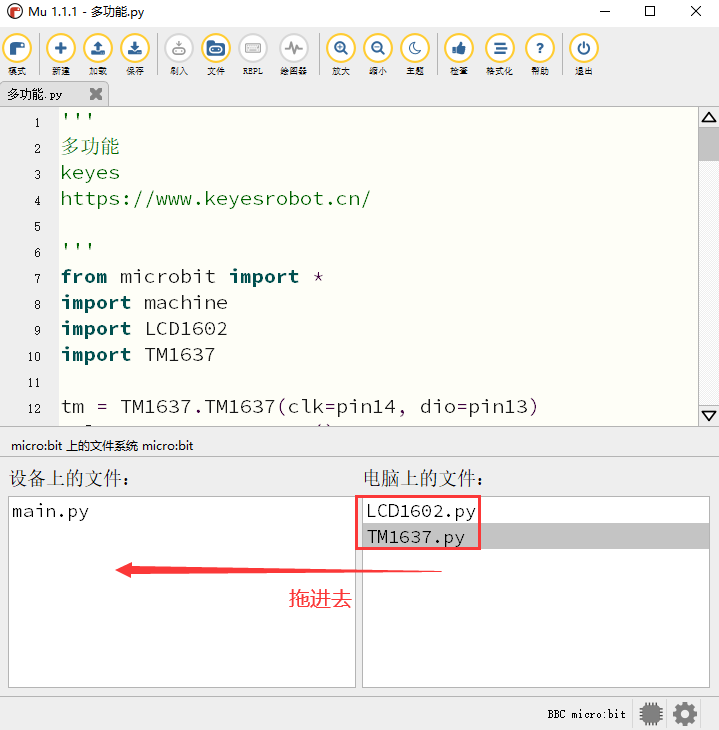 Mu 1.1.1 - 多功能.py
模式 新建 加载 保存 刷入 文件 REPL 绘图器 放大 缩小 主题 检查 格式化 帮助 退出
多功能.py
1 '''
2 多功能
3 keyes
4 https://www.keyesrobot.cn/
5
6 '''
7 from microbit import *
8 import machine
9 import LCD1602
10 import TM1637
11
12 tm = TM1637.TM1637(clk=pin14, dio=pin13)
micro:bit 上的文件系统 micro:bit
设备上的文件: 电脑上的文件:
main.py LCD1602.py
TM1637.py
拖进去
BBC micro:bit